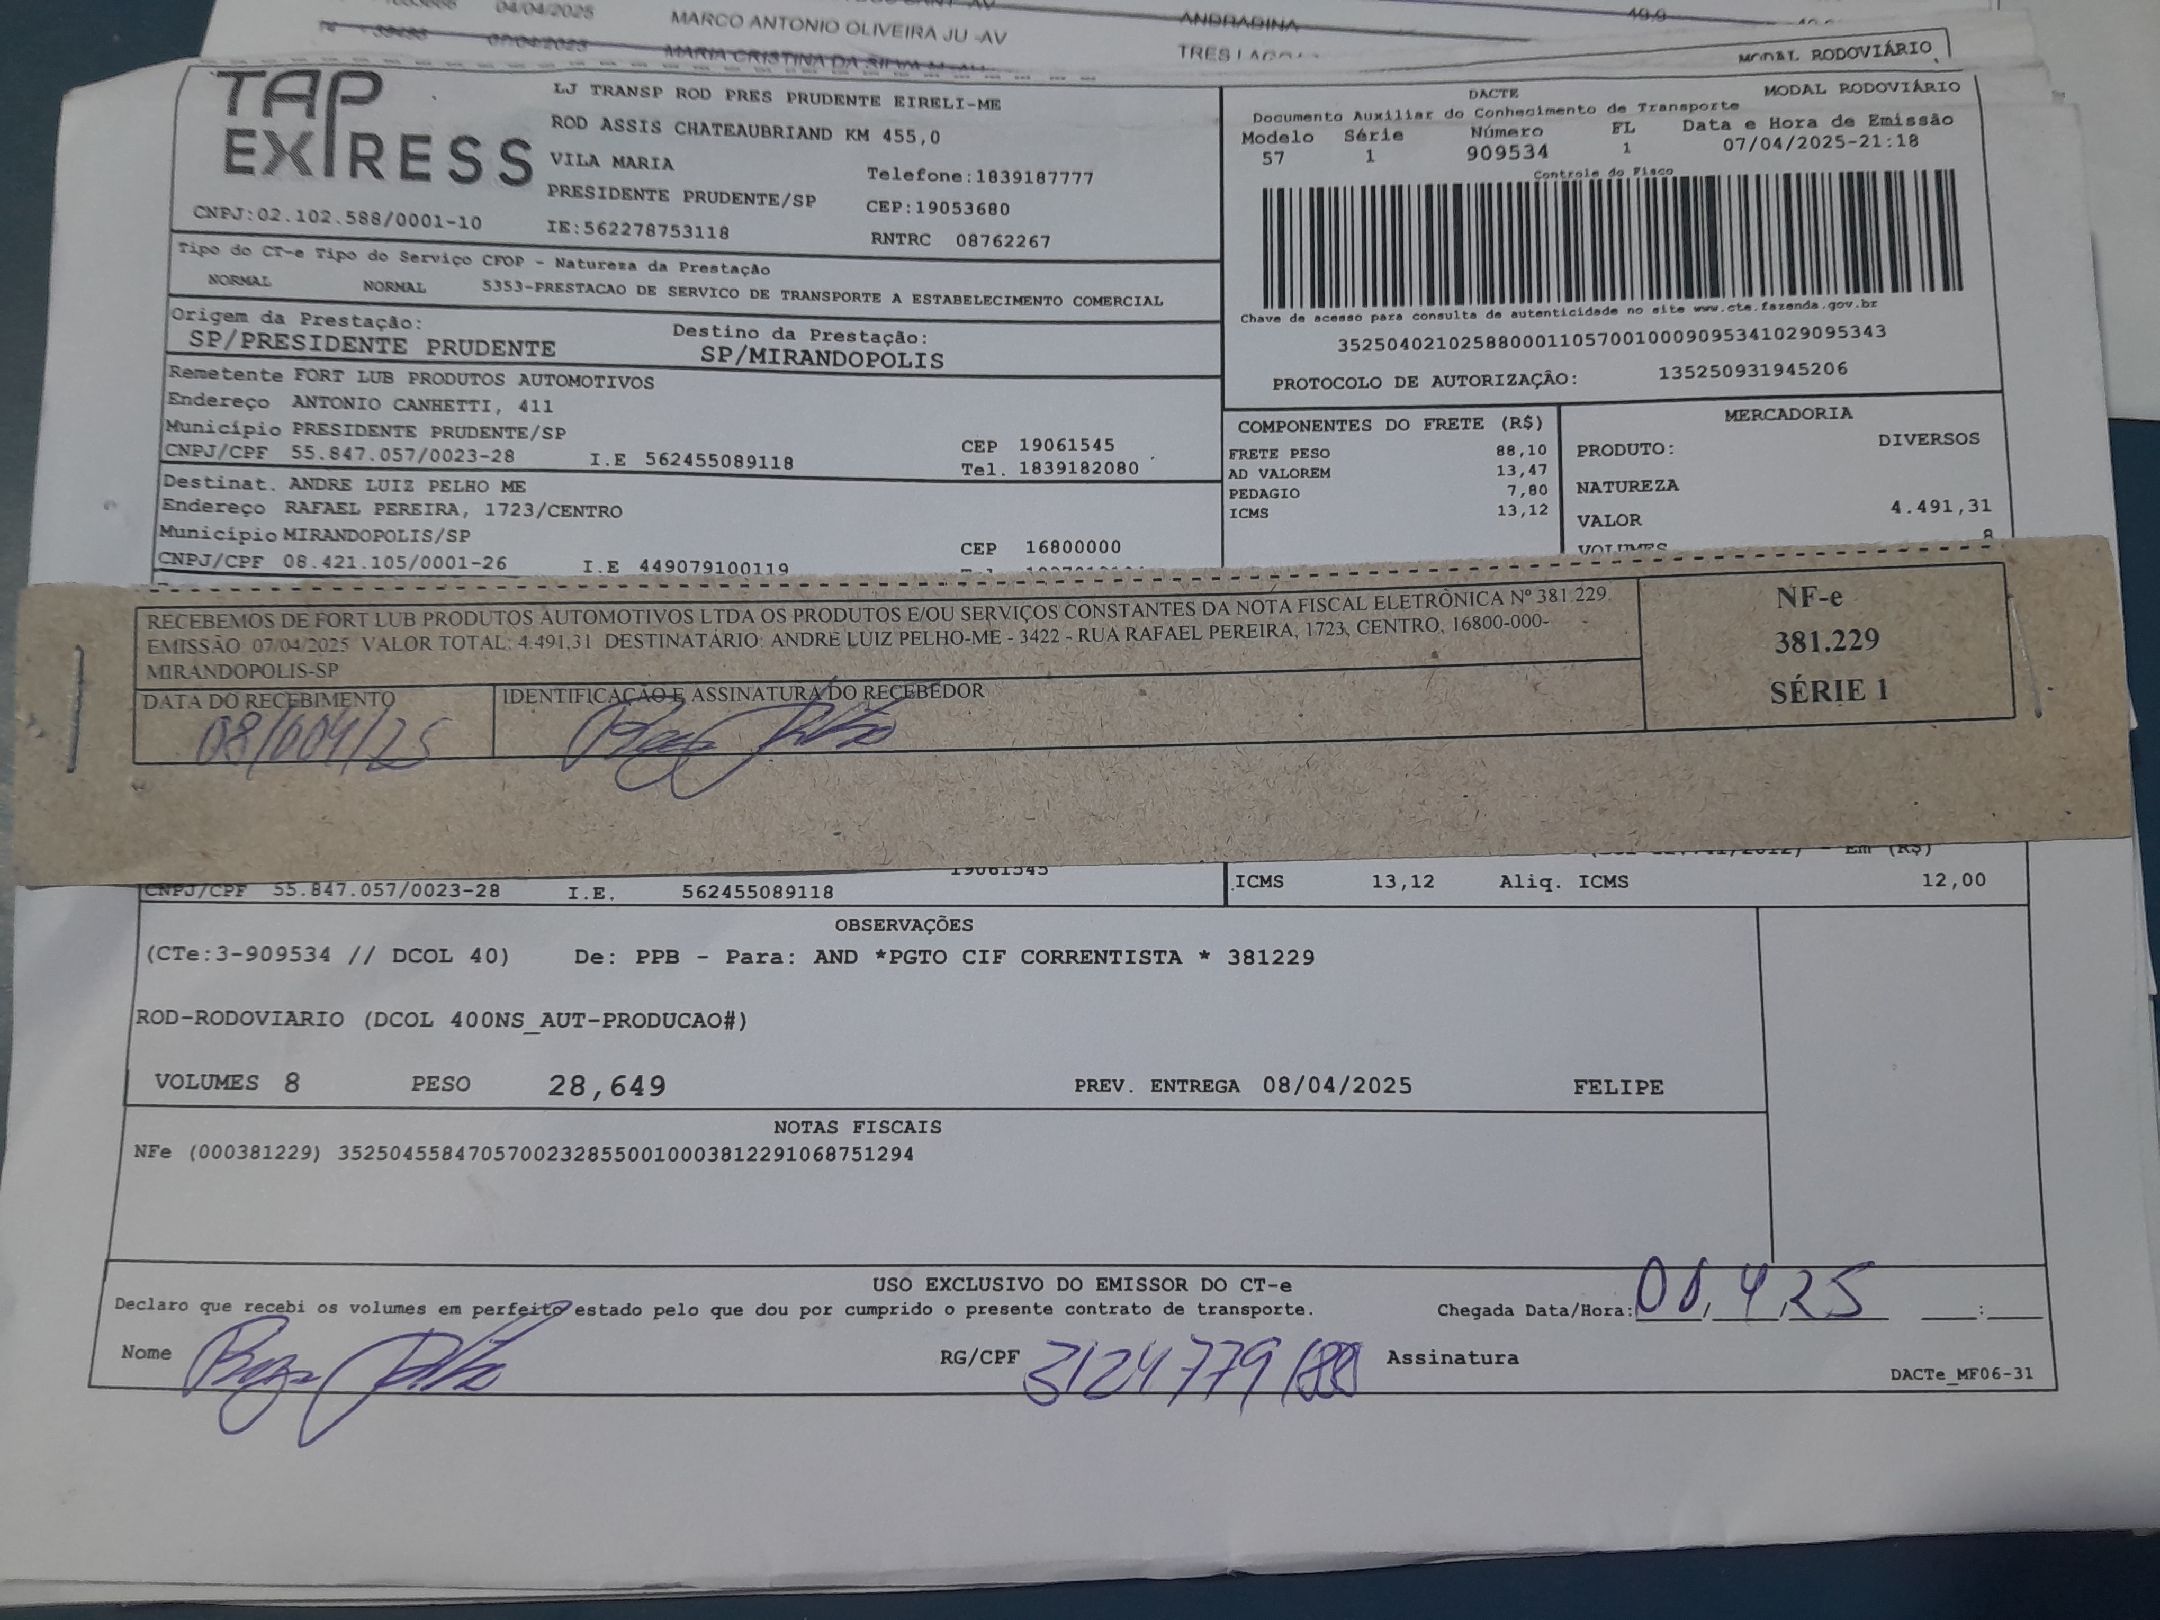 04/04/2025 MARCO ANTONIO OLIVEIRA JU -AV ANDRADINA 49,9
39486 07/04/2025 MARIA CRISTINA DA SILVA M
MODAL RODOVIÁRIO
TAP EXPRESS
LJ TRANSP ROD PRES PRUDENTE EIRELI-ME
ROD ASSIS CHATEAUBRIAND KM 455,0
VILA MARIA Telefone:1839187777
PRESIDENTE PRUDENTE/SP CEP:19053680
CNPJ:02.102.588/0001-10 IE:562278753118 RNTRC 08762267
DACTE MODAL RODOVIÁRIO
Documento Auxiliar do Conhecimento de Transporte
Modelo Série Número FL Data e Hora de Emissão
57 1 909534 1 07/04/2025-21:18
Controle do Fisco
Chave de acesso para consulta de autenticidade no site www.cte.fazenda.gov.br
35250402102588000110570010009095341029095343
PROTOCOLO DE AUTORIZAÇÃO: 135250931945206
Tipo do CT-e Tipo do Serviço CFOP - Natureza da Prestação
NORMAL NORMAL 5353-PRESTACAO DE SERVICO DE TRANSPORTE A ESTABELECIMENTO COMERCIAL
Origem da Prestação: Destino da Prestação:
SP/PRESIDENTE PRUDENTE SP/MIRANDOPOLIS
Remetente FORT LUB PRODUTOS AUTOMOTIVOS
Endereço ANTONIO CANHETTI, 411
Município PRESIDENTE PRUDENTE/SP CEP 19061545
CNPJ/CPF 55.847.057/0023-28 I.E 562455089118 Tel. 1839182080
Destinat. ANDRE LUIZ PELHO ME
Endereço RAFAEL PEREIRA, 1723/CENTRO
Município MIRANDOPOLIS/SP CEP 16800000
CNPJ/CPF 08.421.105/0001-26 I.E 449079100119
COMPONENTES DO FRETE (R$)
FRETE PESO 88,10
AD VALOREM 13,47
PEDAGIO 7,80
ICMS 13,12
MERCADORIA
PRODUTO: DIVERSOS
NATUREZA
VALOR 4.491,31
VOLUMES 8
RECEBEMOS DE FORT LUB PRODUTOS AUTOMOTIVOS LTDA OS PRODUTOS E/OU SERVIÇOS CONSTANTES DA NOTA FISCAL ELETRÔNICA Nº 381.229.
EMISSÃO 07/04/2025 VALOR TOTAL: 4.491,31 DESTINATÁRIO: ANDRE LUIZ PELHO-ME - 3422 - RUA RAFAEL PEREIRA, 1723, CENTRO, 16800-000-
MIRANDOPOLIS-SP
DATA DO RECEBIMENTO IDENTIFICAÇÃO E ASSINATURA DO RECEBEDOR
08/004/25
NF-e
381.229
SÉRIE 1
19061545
CNPJ/CPF 55.847.057/0023-28 I.E. 562455089118
Em (R$)
ICMS 13,12 Aliq. ICMS 12,00
OBSERVAÇÕES
(CTe:3-909534 // DCOL 40) De: PPB - Para: AND *PGTO CIF CORRENTISTA * 381229
ROD-RODOVIARIO (DCOL 400NS_AUT-PRODUCAO#)
VOLUMES 8 PESO 28,649 PREV. ENTREGA 08/04/2025 FELIPE
NOTAS FISCAIS
NFe (000381229) 35250455847057002328550010003812291068751294
USO EXCLUSIVO DO EMISSOR DO CT-e
Declaro que recebi os volumes em perfeito estado pelo que dou por cumprido o presente contrato de transporte. Chegada Data/Hora: 08,4,25 :
Nome RG/CPF 3124779 Assinatura
DACTe_MF06-31